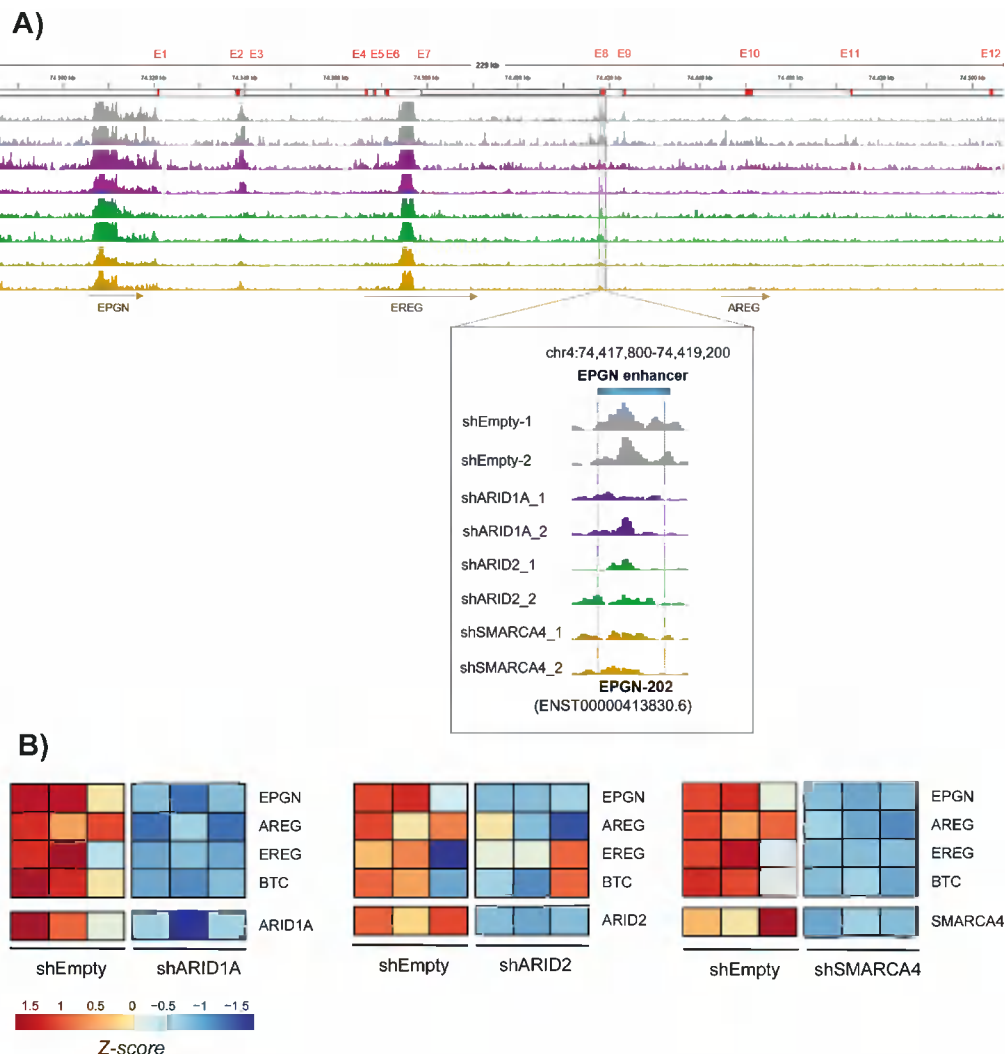 A)
E1 E2 E3 E4 E5 E6 E7 E8 E9 E10 E11 E12
229 kb
EPGN EREG AREG
chr4:74,417,800-74,419,200
EPGN enhancer
shEmpty-1
shEmpty-2
shARID1A_1
shARID1A_2
shARID2_1
shARID2_2
shSMARCA4_1
shSMARCA4_2
EPGN-202
(ENST00000413830.6)
B)
EPGN EPGN EPGN
AREG AREG AREG
EREG EREG EREG
BTC BTC BTC
ARID1A ARID2 SMARCA4
shEmpty shARID1A shEmpty shARID2 shEmpty shSMARCA4
1.5 1 0.5 0 −0.5 −1 −1.5
Z-score